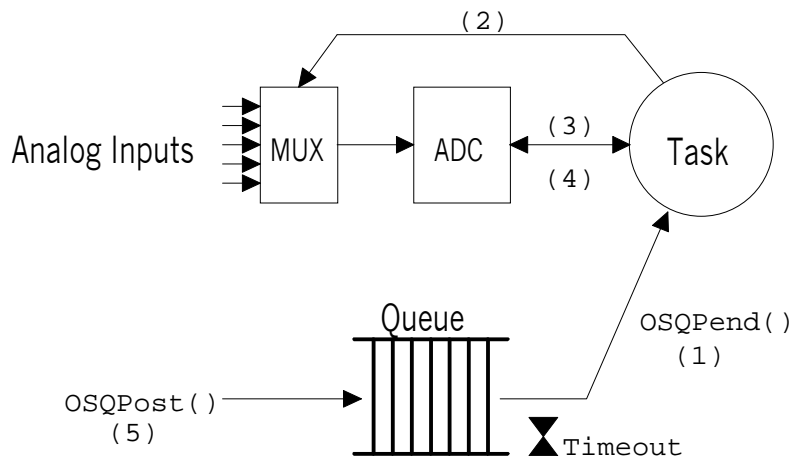 (2)
Analog Inputs
MUX
ADC
(3)
(4)
Task
Queue
OSQPend()
(1)
OSQPost()
(5)
Timeout